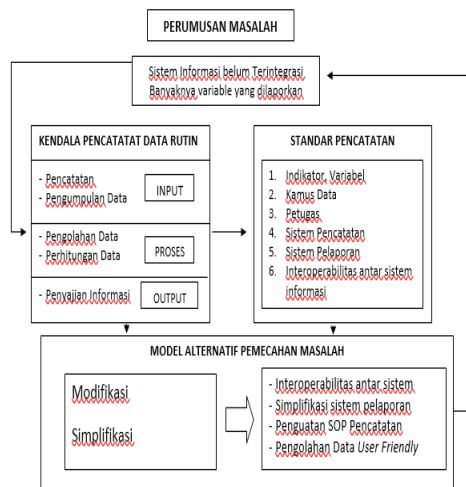 PERUMUSAN MASALAH
Sistem Informasi belum Terintegrasi
Banyaknya variable yang dilaporkan
KENDALA PENCATATAT DATA RUTIN
- Pencatatan
- Pengumpulan Data
INPUT
- Pengolahan Data
- Perhitungan Data
PROSES
- Penyajian Informasi
OUTPUT
STANDAR PENCATATAN
1. Indikator, Variabel
2. Kamus Data
3. Petugas
4. Sistem Pencatatan
5. Sistem Pelaporan
6. Interoperabilitas antar sistem
informasi
MODEL ALTERNATIF PEMECAHAN MASALAH
Modifikasi
Simplifikasi
- Interoperabilitas antar sistem
- Simplifikasi sistem pelaporan
- Penguatan SOP Pencatatan
- Pengolahan Data User Friendly